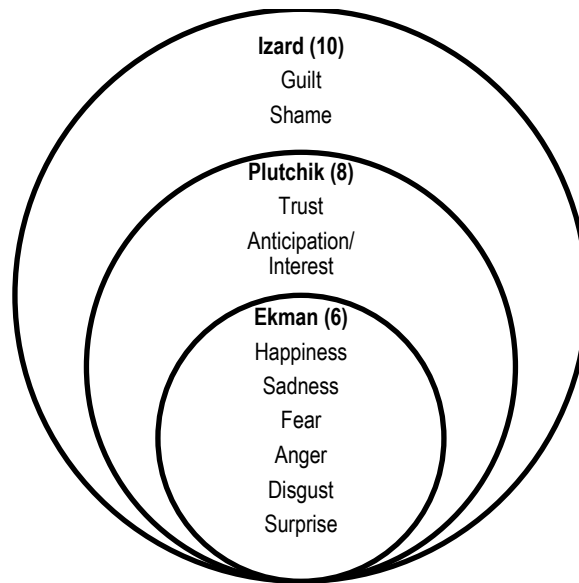 Izard (10)
Guilt
Shame
Plutchik (8)
Trust
Anticipation/
Interest
Ekman (6)
Happiness
Sadness
Fear
Anger
Disgust
Surprise